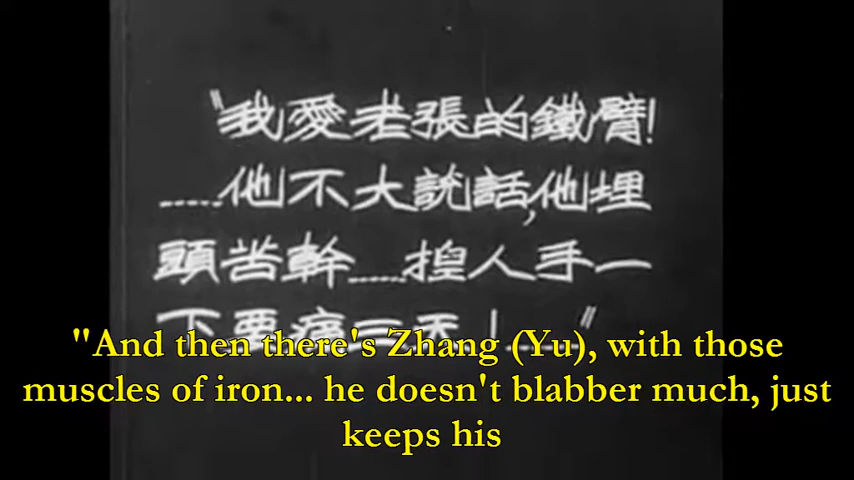 "我愛老張的鐵臂!
.....他不大說話,他埋
頭苦幹.....揑人手一
下要痛三天!....."
"And then there's Zhang (Yu), with those
muscles of iron... he doesn't blabber much, just
keeps his